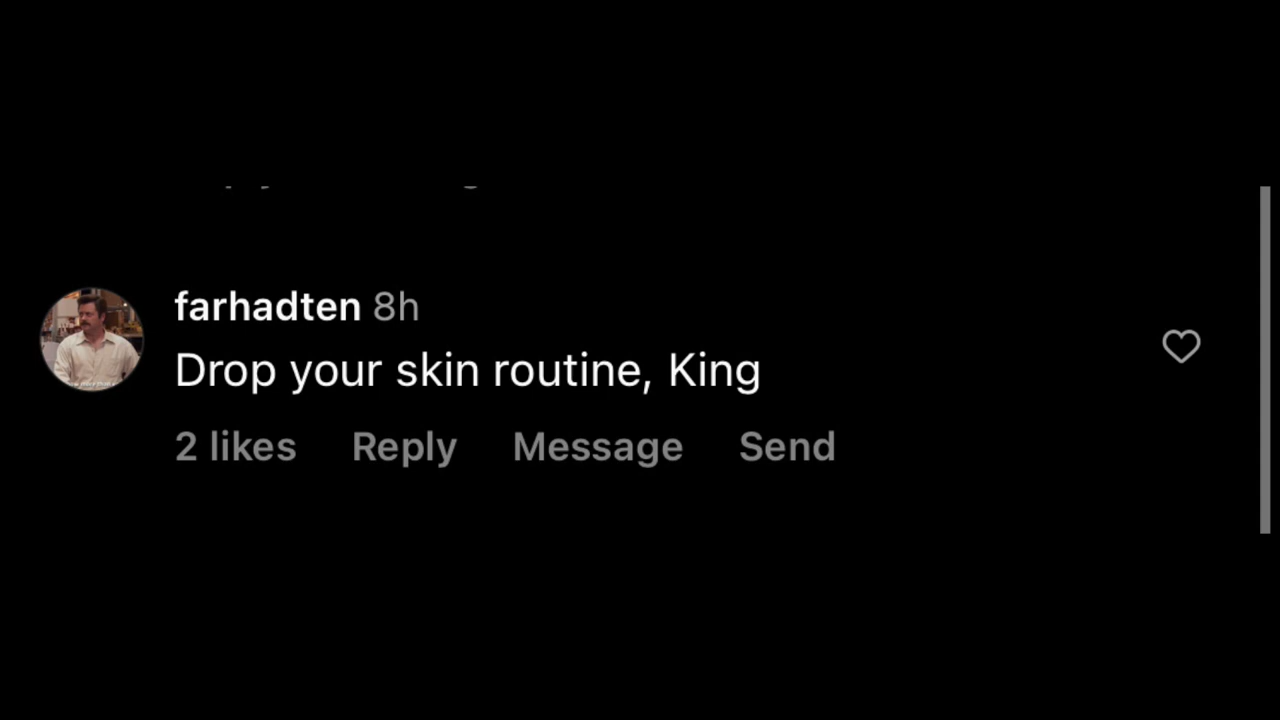 farhadten 8h
Drop your skin routine, King
2 likes Reply Message Send